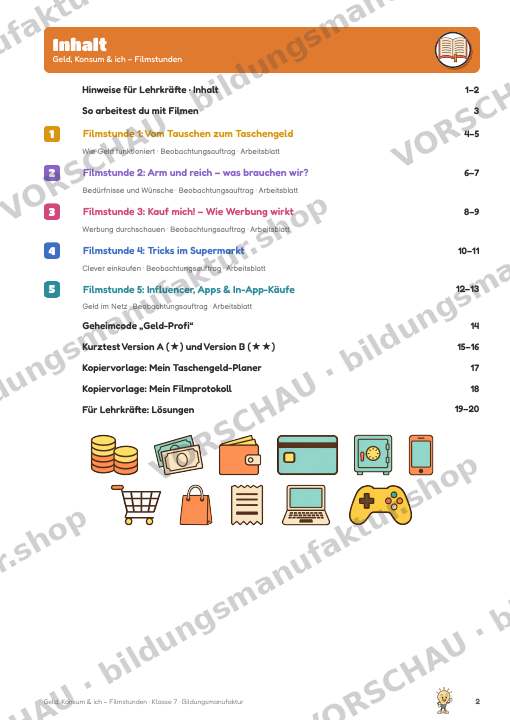 Inhalt
Geld, Konsum & ich – Filmstunden
Hinweise für Lehrkräfte · Inhalt 1–2
So arbeitest du mit Filmen 3
1 Filmstunde 1: Vom Tauschen zum Taschengeld 4–5
Wie Geld funktioniert · Beobachtungsauftrag · Arbeitsblatt
2 Filmstunde 2: Arm und reich – was brauchen wir? 6–7
Bedürfnisse und Wünsche · Beobachtungsauftrag · Arbeitsblatt
3 Filmstunde 3: Kauf mich! – Wie Werbung wirkt 8–9
Werbung durchschauen · Beobachtungsauftrag · Arbeitsblatt
4 Filmstunde 4: Tricks im Supermarkt 10–11
Clever einkaufen · Beobachtungsauftrag · Arbeitsblatt
5 Filmstunde 5: Influencer, Apps & In-App-Käufe 12–13
Geld im Netz · Beobachtungsauftrag · Arbeitsblatt
Geheimcode „Geld-Profi“ 14
Kurztest Version A (★) und Version B (★★) 15–16
Kopiervorlage: Mein Taschengeld-Planer 17
Kopiervorlage: Mein Filmprotokoll 18
Für Lehrkräfte: Lösungen 19–20
Geld, Konsum & ich – Filmstunden · Klasse 7 · Bildungsmanufaktur 2
VORSCHAU · bildungsmanufaktur.shop